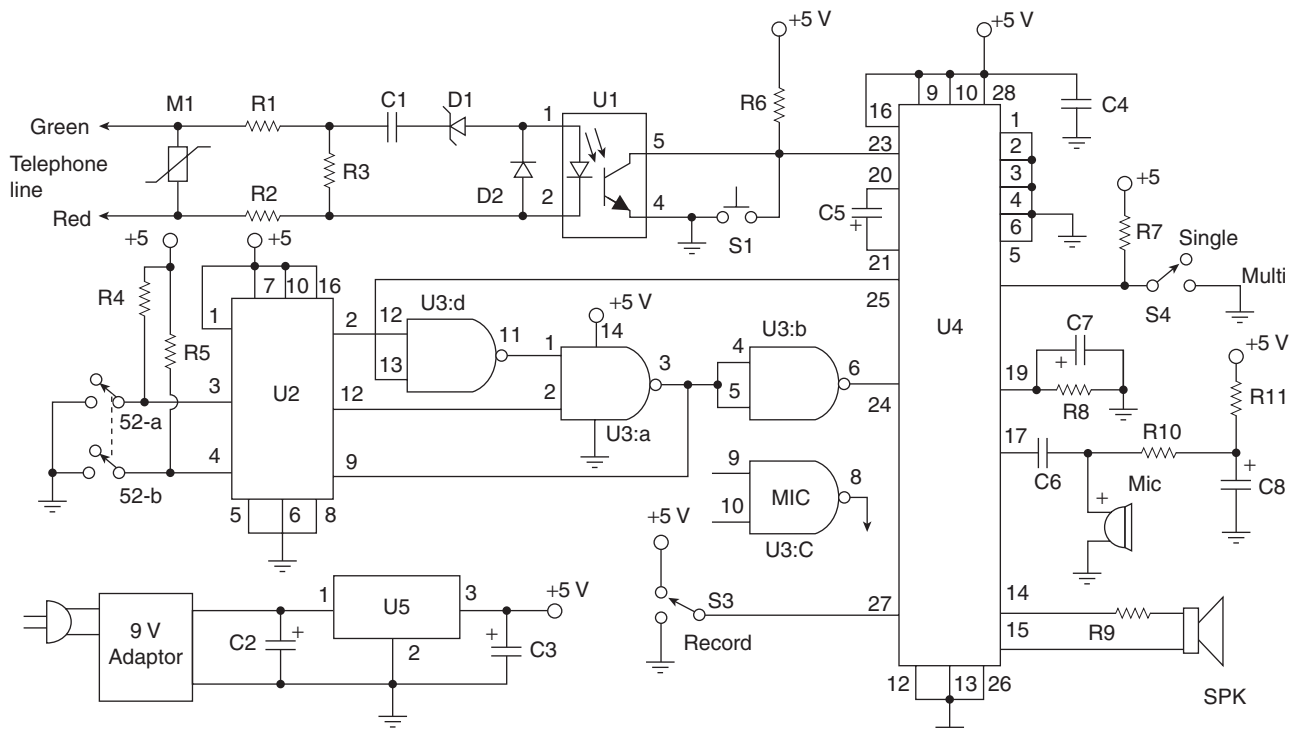 +5 V
+5 V
M1
R1
C1
D1
1
U1
R6
16
9
10
28
C4
Green
5
23
1
2
Telephone
line
R3
D2
20
3
R2
2
4
C5
+
4
+5
Red
S1
6
R7
Single
+5
+5
21
5
Multi
7
10
16
25
S4
R4
1
2
12
U3:d
+5 V
U4
C7
11
14
U3:b
+
+5 V
R5
13
1
3
4
6
19
3
U2
12
2
5
24
R8
R11
52-a
U3:a
17
R10
4
9
9
8
+
52-b
MIC
C6
Mic
C8
10
+
5
6
8
+5 V
U3:C
1
3
+5 V
S3
27
14
U5
9 V
Adaptor
C2
+
+
C3
Record
15
R9
2
12
13
26
SPK